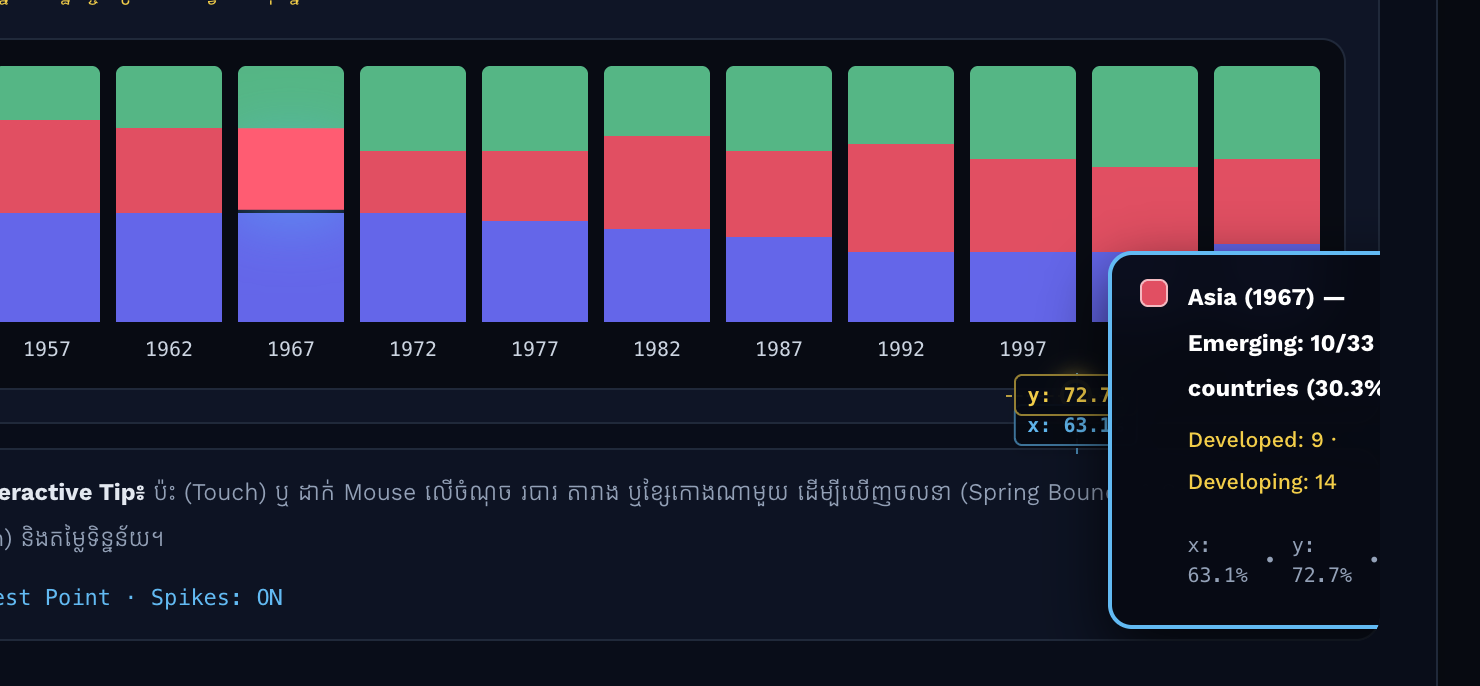 1957 1962 1967 1972 1977 1982 1987 1992 1997
Asia (1967) —
Emerging: 10/33
countries (30.3%
Developed: 9 ·
Developing: 14
x: 63.1% • y: 72.7% •
y: 72.7
x: 63.1
eractive Tip៖ ប៉ះ (Touch) ឬ ដាក់ Mouse លើចំណុច របារ តារាង ឬខ្សែកោងណាមួយ ដើម្បីឃើញចលនា (Spring Boun
) និងតម្លៃទិន្នន័យ។
est Point · Spikes: ON